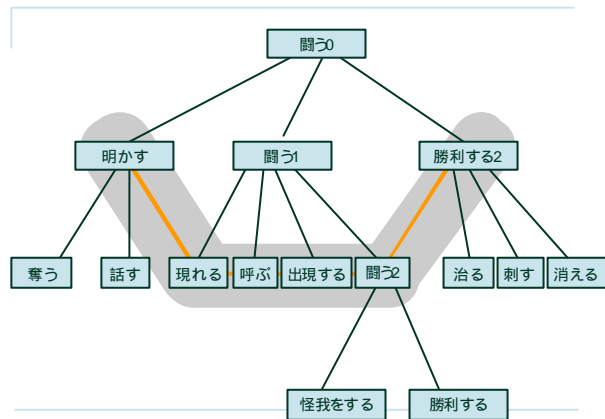 闘う0
明かす
闘う1
勝利する2
奪う
話す
現れる
呼ぶ
出現する
闘う2
治る
刺す
消える
怪我をする
勝利する